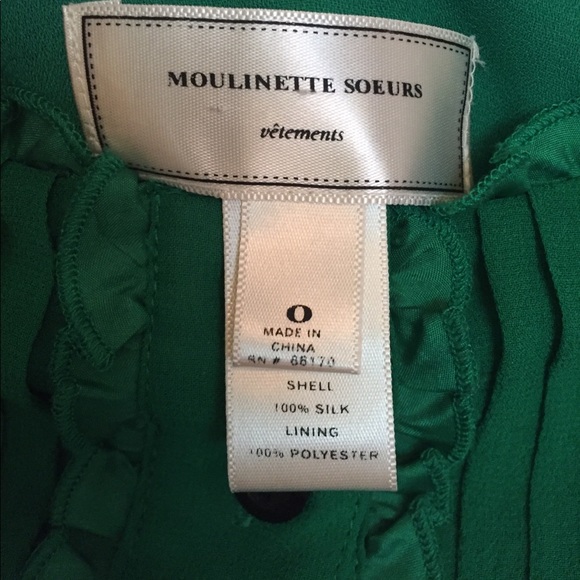 MOULINETTE SOEURS
vêtements
0
MADE IN
CHINA
RN # 66170
SHELL
100% SILK
LINING
100% POLYESTER